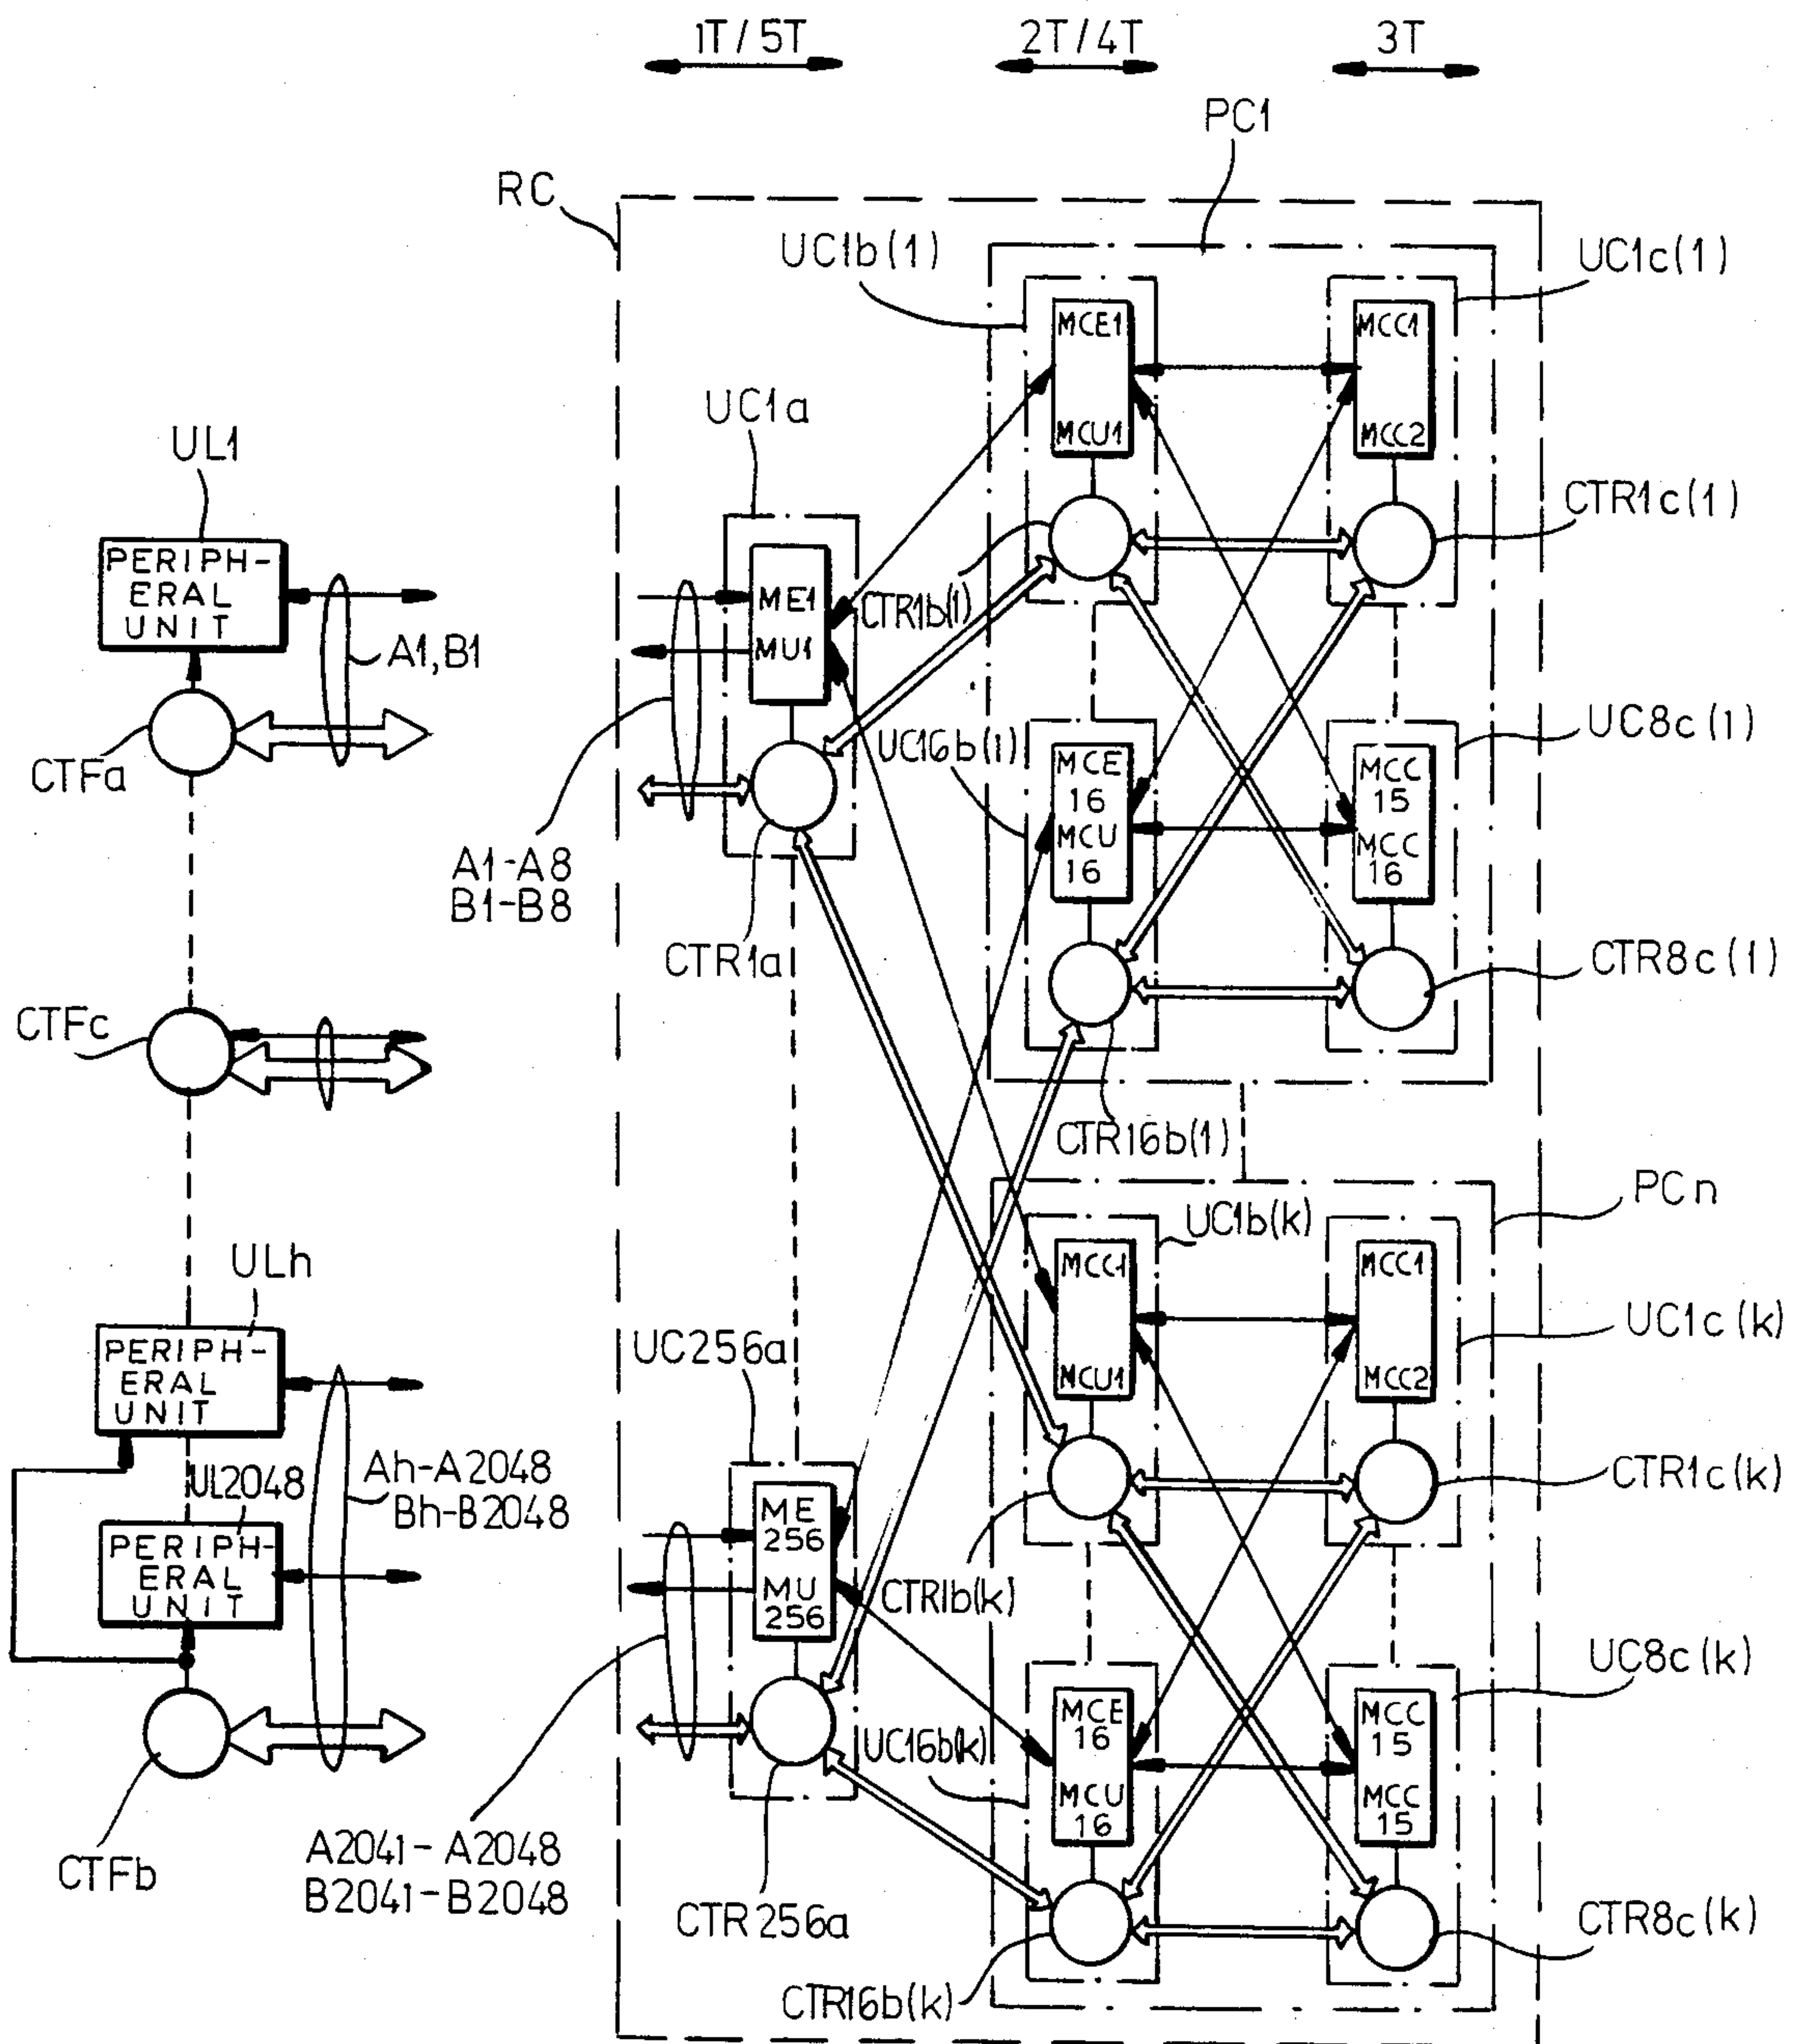 1T / 5T
2T / 4T
3T
PC1
RC
UC1b(1)
UC1c(1)
MCE1
MCU1
MCC1
MCC2
UC1a
UL1
PERIPH-
ERAL
UNIT
A1,B1
CTFa
ME1
MU1
CTR1b(1)
CTR1c(1)
UC16b(1)
MCE
16
MCU
16
MCC
15
MCC
16
UC8c(1)
A1-A8
B1-B8
CTR1a
CTR8c(1)
CTFc
CTR16b(1)
PCn
UC1b(k)
ULh
PERIPH-
ERAL
UNIT
MCC1
MCU1
MCC1
MCC2
UC1c(k)
UC256a
UL2048
Ah-A2048
Bh-B2048
PERIPH-
ERAL
UNIT
ME
256
MU
256
CTR1b(k)
CTR1c(k)
UC16b(k)
MCE
16
MCU
16
MCC
15
MCC
15
UC8c(k)
CTFb
A2041-A2048
B2041-B2048
CTR256a
CTR16b(k)
CTR8c(k)